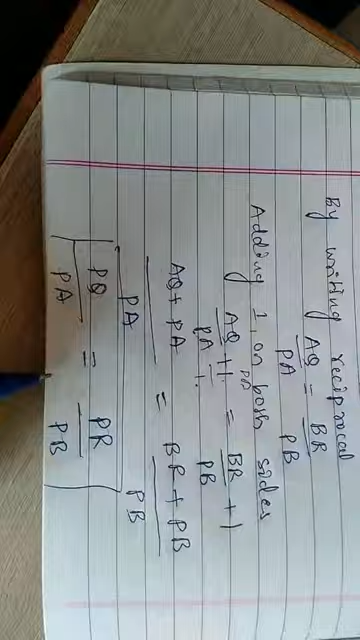 By writing reciprocal
AQ/PA = BR/PB
Adding 1 on both sides
AQ/PA + 1 = BR/PB + 1
AQ + PA/PA = BR + PB/PB
PQ/PA = PR/PB